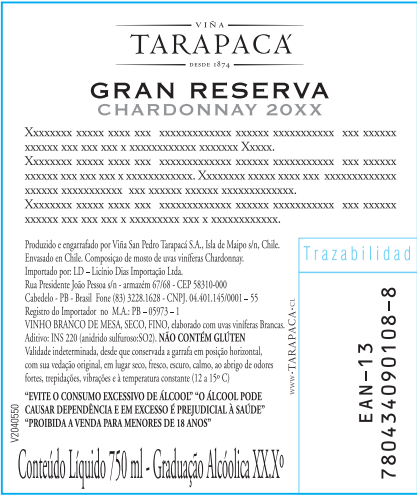 VIÑA
TARAPACÁ
DESDE 1874
GRAN RESERVA
CHARDONNAY 20XX
Xxxxxxxx xxxxx xxxx xxx xxxxxxxxxxxxx xxxxxx xxxxxxxxxxx xxx xxxxxx
xxxxxx xxx xxx xxx x xxxxxxxxxxxx xxxxxxx Xxxxx.
Xxxxxxxx xxxxx xxxx xxx xxxxxxxxxxxxx xxxxxx xxxxxxxxxxx xxx xxxxxx
xxxxxx xxx xxx xxx x xxxxxxxxxxxx. Xxxxxxxx xxxxx xxxx xxx xxxxxxxxxxxxx
xxxxxx xxxxxxxxxxx xxx xxxxxx xxxxxx xxxxxxxxxxxxx.
Xxxxxxxx xxxxx xxxx xxx xxxxxxxxxxxxx xxxxxx xxxxxxxxxxx xxx xxxxxx
xxxxxx xxx xxx xxx x xxxxxxxxx xxx x xxxxxxxxxxxx.
Produzido e engarrafado por Viña San Pedro Tarapacá S.A., Isla de Maipo s/n, Chile.
Envasado en Chile. Composiçao de mosto de uvas viníferas Chardonnay.
Importado por: LD – Licínio Dias Importação Ltda.
Rua Presidente João Pessoa s/n - armazém 67/68 - CEP 58310-000
Cabedelo - PB - Brasil Fone (83) 3228.1628 - CNPJ. 04.401.145/0001 – 55
Registro do Importador no M.A.: PB – 05973 – 1
VINHO BRANCO DE MESA, SECO, FINO, elaborado com uvas viníferas Brancas.
Aditivo: INS 220 (anidrido sulfuroso:SO2). NÃO CONTÉM GLÚTEN
Validade indeterminada, desde que conservada a garrafa em posição horizontal,
com sua vedação original, em lugar seco, fresco, escuro, calmo, ao abrigo de odores
fortes, trepidações, vibrações e à temperatura constante (12 a 15º C)
“EVITE O CONSUMO EXCESSIVO DE ÁLCOOL” “O ÁLCOOL PODE
CAUSAR DEPENDÊNCIA E EM EXCESSO É PREJUDICIAL À SAÚDE”
“PROIBIDA A VENDA PARA MENORES DE 18 ANOS”
V2040550
Conteúdo Líquido 750 ml - Graduação Alcóolica XX.Xº
www.TARAPACA.cl
Trazabilidad
EAN-13
780434090108-8